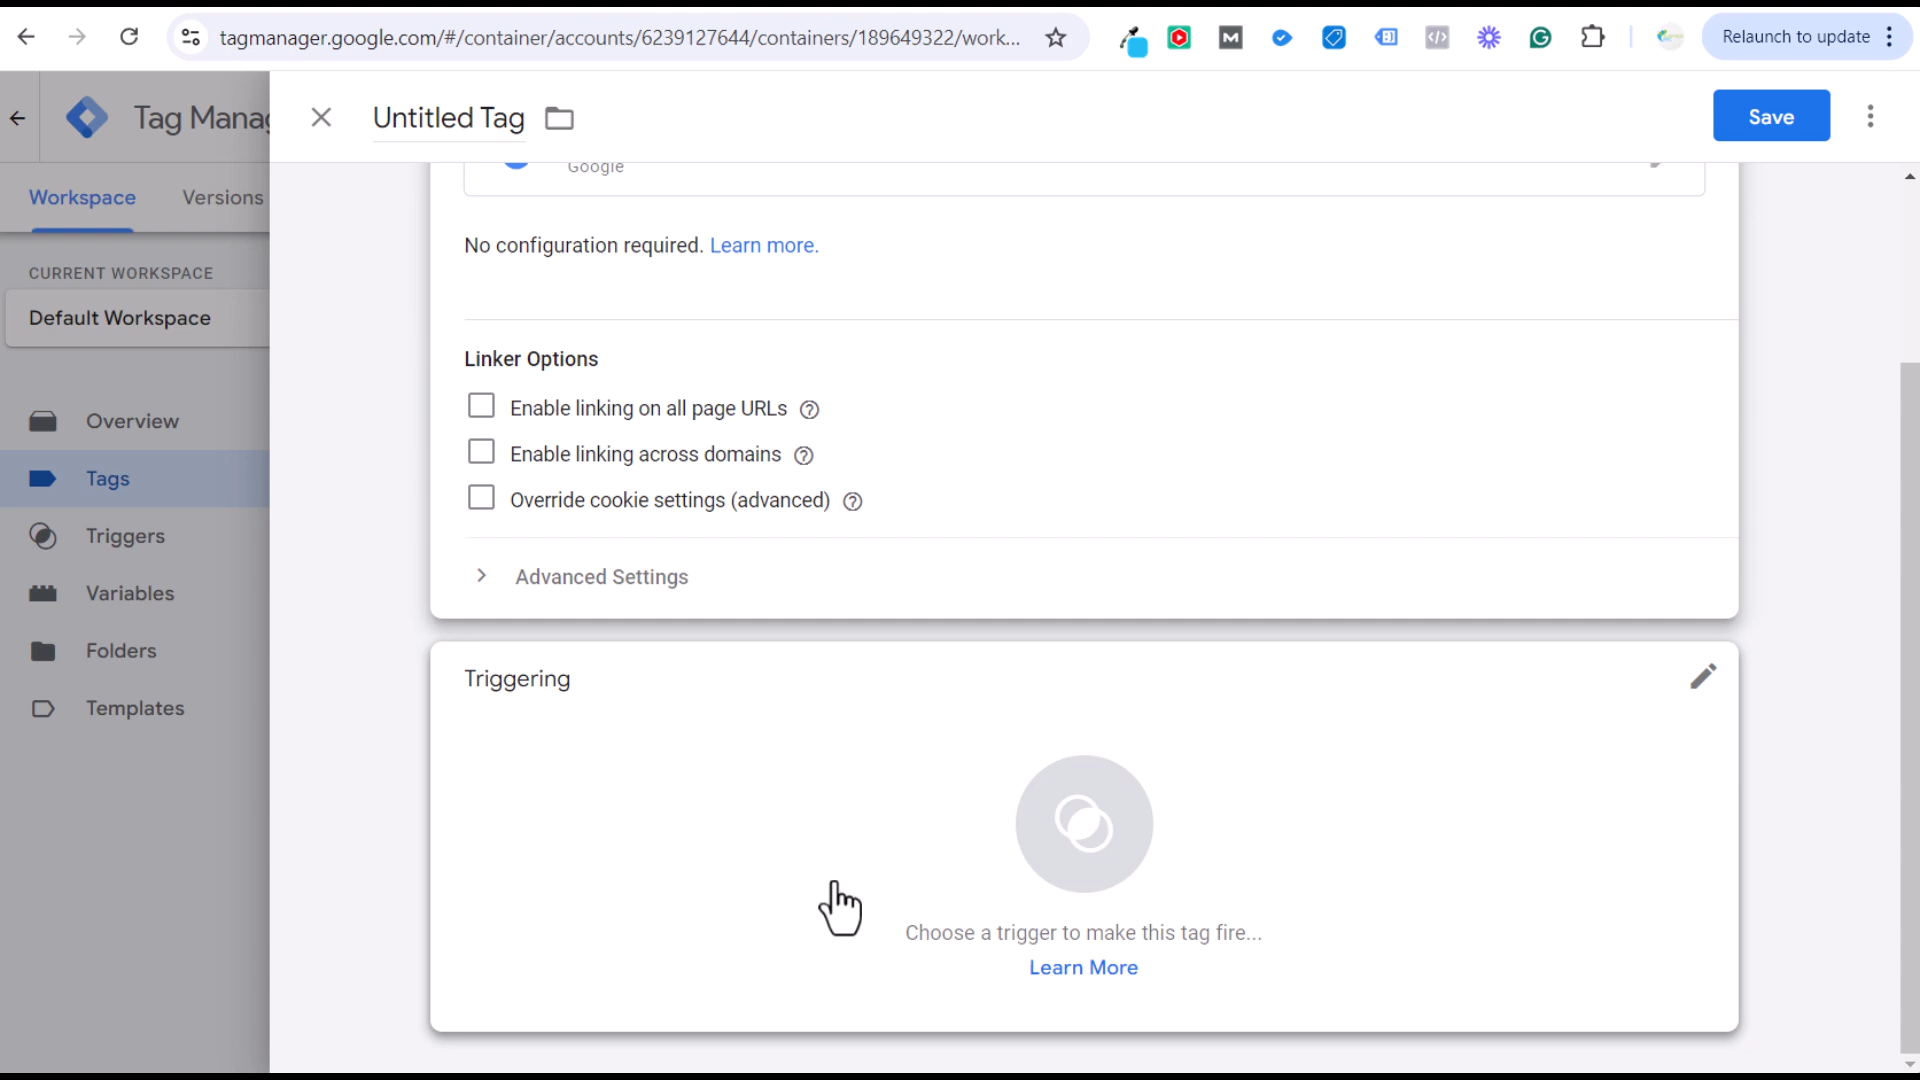 tagmanager.google.com/#/container/accounts/6239127644/containers/189649322/work...
Relaunch to update
Tag Manag
Untitled Tag
Save
Google
Workspace
Versions
No configuration required. Learn more.
CURRENT WORKSPACE
Default Workspace
Linker Options
Enable linking on all page URLs
Enable linking across domains
Override cookie settings (advanced)
Advanced Settings
Overview
Tags
Triggers
Variables
Folders
Templates
Triggering
Choose a trigger to make this tag fire...
Learn More